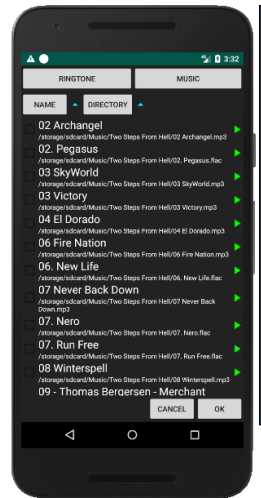 3:32
RINGTONE
MUSIC
NAME
DIRECTORY
02 Archangel
/storage/sdcard/Music/Two Steps From Hell/02 Archangel.mp3
02. Pegasus
/storage/sdcard/Music/Two Steps From Hell/02. Pegasus.flac
03 SkyWorld
/storage/sdcard/Music/Two Steps From Hell/03 SkyWorld.mp3
03 Victory
/storage/sdcard/Music/Two Steps From Hell/03 Victory.mp3
04 El Dorado
/storage/sdcard/Music/Two Steps From Hell/04 El Dorado.mp3
06 Fire Nation
/storage/sdcard/Music/Two Steps From Hell/06 Fire Nation.mp3
06. New Life
/storage/sdcard/Music/Two Steps From Hell/06. New Life.flac
07 Never Back Down
/storage/sdcard/Music/Two Steps From Hell/07 Never Back
Down.mp3
07. Nero
/storage/sdcard/Music/Two Steps From Hell/07. Nero.flac
07. Run Free
/storage/sdcard/Music/Two Steps From Hell/07. Run Free.flac
08 Winterspell
/storage/sdcard/Music/Two Steps From Hell/08 Winterspell.mp3
09 - Thomas Bergersen - Merchant
CANCEL
OK